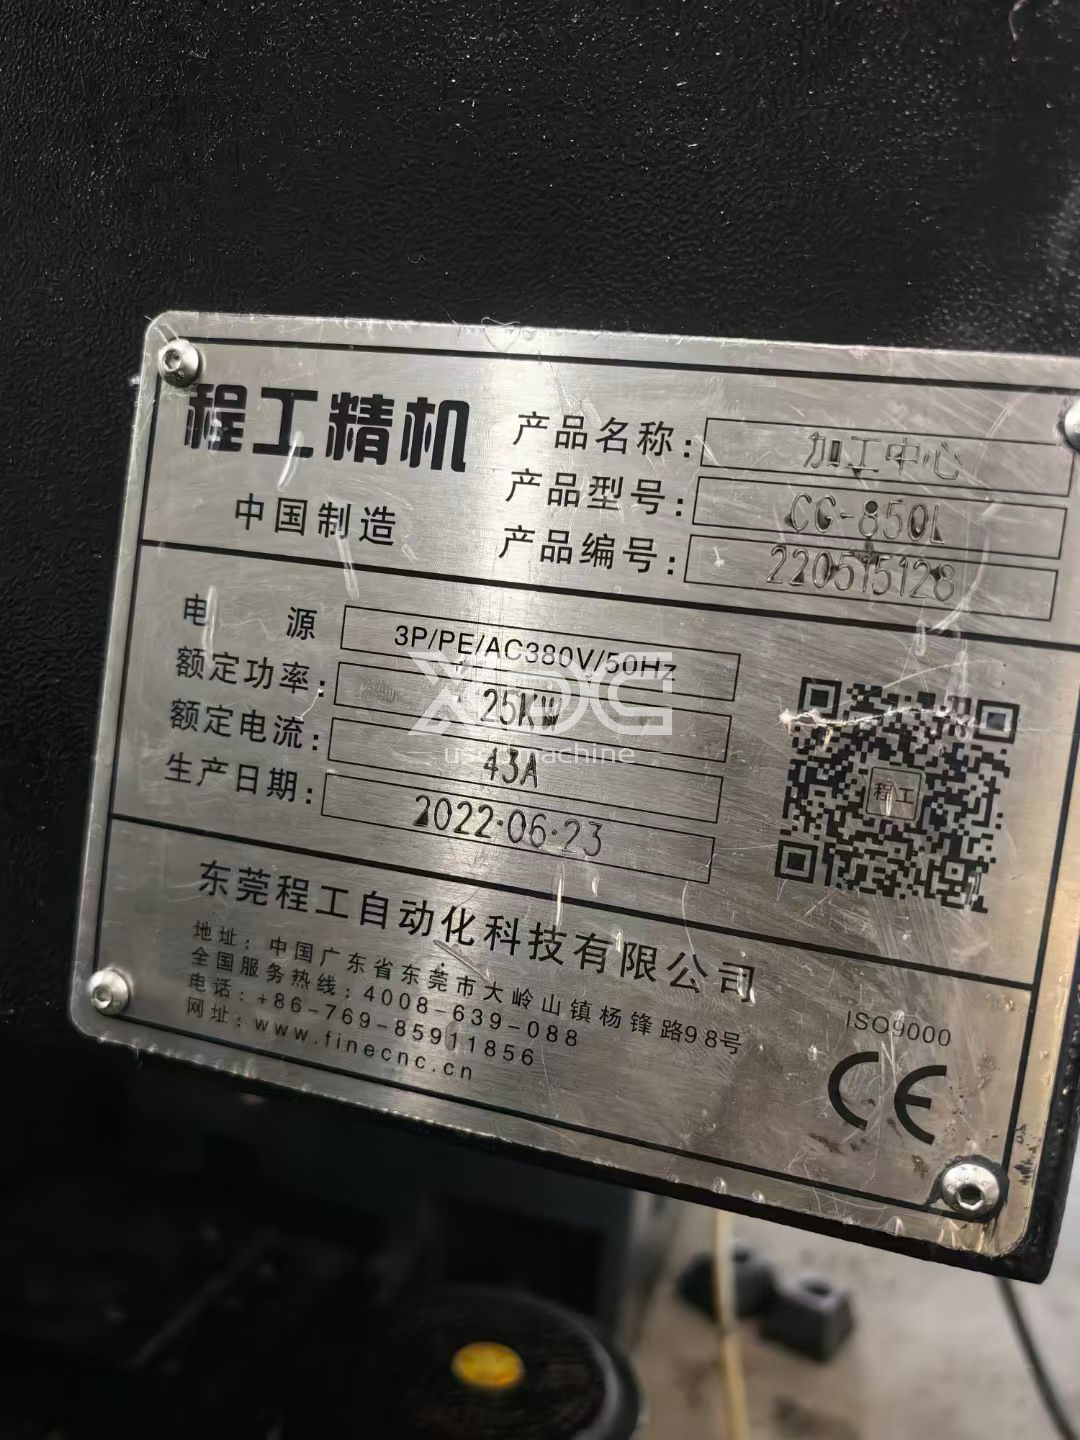 程工精机
中国制造
产品名称: 加工中心
产品型号: CG-850L
产品编号: 220515128
电 源 3P/PE/AC380V/50Hz
额定功率: 25KW
额定电流: 43A
生产日期: 2022·06·23
XDG
used machine
程工
东莞程工自动化科技有限公司
地址: 中国广东省东莞市大岭山镇杨锋路98号
全国服务热线: 4008-639-088
电话: +86-769-85911856
网址: www.finecnc.cn
ISO9000
CE